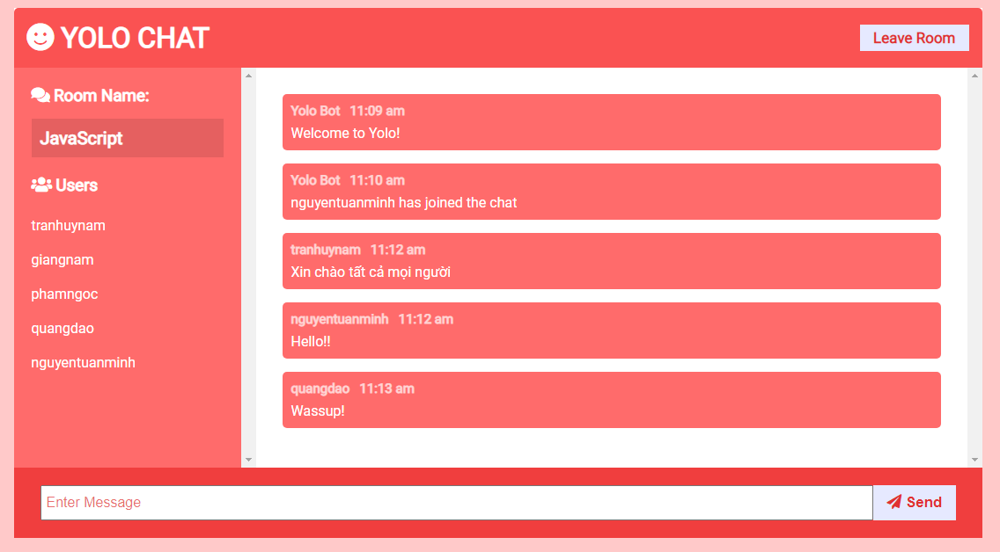 YOLO CHAT
Leave Room
Room Name:
JavaScript
Users
tranhuynam
giangnam
phamngoc
quangdao
nguyentuanminh
Yolo Bot 11:09 am
Welcome to Yolo!
Yolo Bot 11:10 am
nguyentuanminh has joined the chat
tranhuynam 11:12 am
Xin chào tất cả mọi người
nguyentuanminh 11:12 am
Hello!!
quangdao 11:13 am
Wassup!
Enter Message
Send